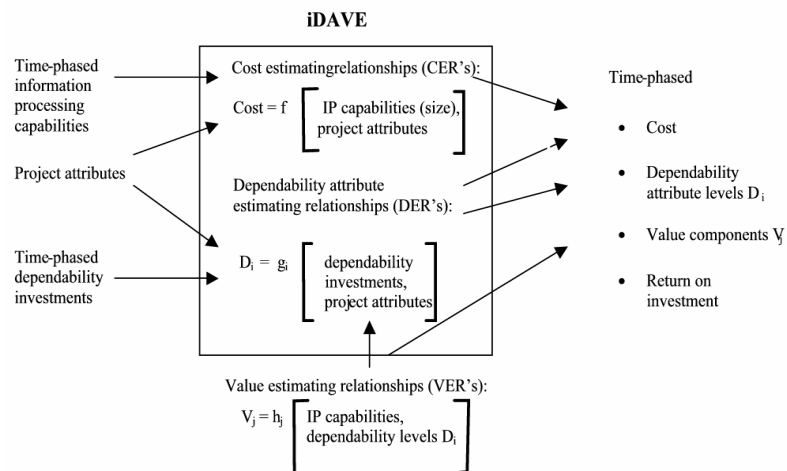 iDAVE
Time-phased
information
processing
capabilities
Project attributes
Time-phased
dependability
investments
Cost estimatingrelationships (CER's):
Cost = f
IP capabilities (size),
project attributes
Dependability attribute
estimating relationships (DER's):
Di = gi
dependability
investments,
project attributes
Value estimating relationships (VER's):
Vj = hj
IP capabilities,
dependability levels Di
Time-phased
• Cost
• Dependability
attribute levels Di
• Value components Vj
• Return on
investment